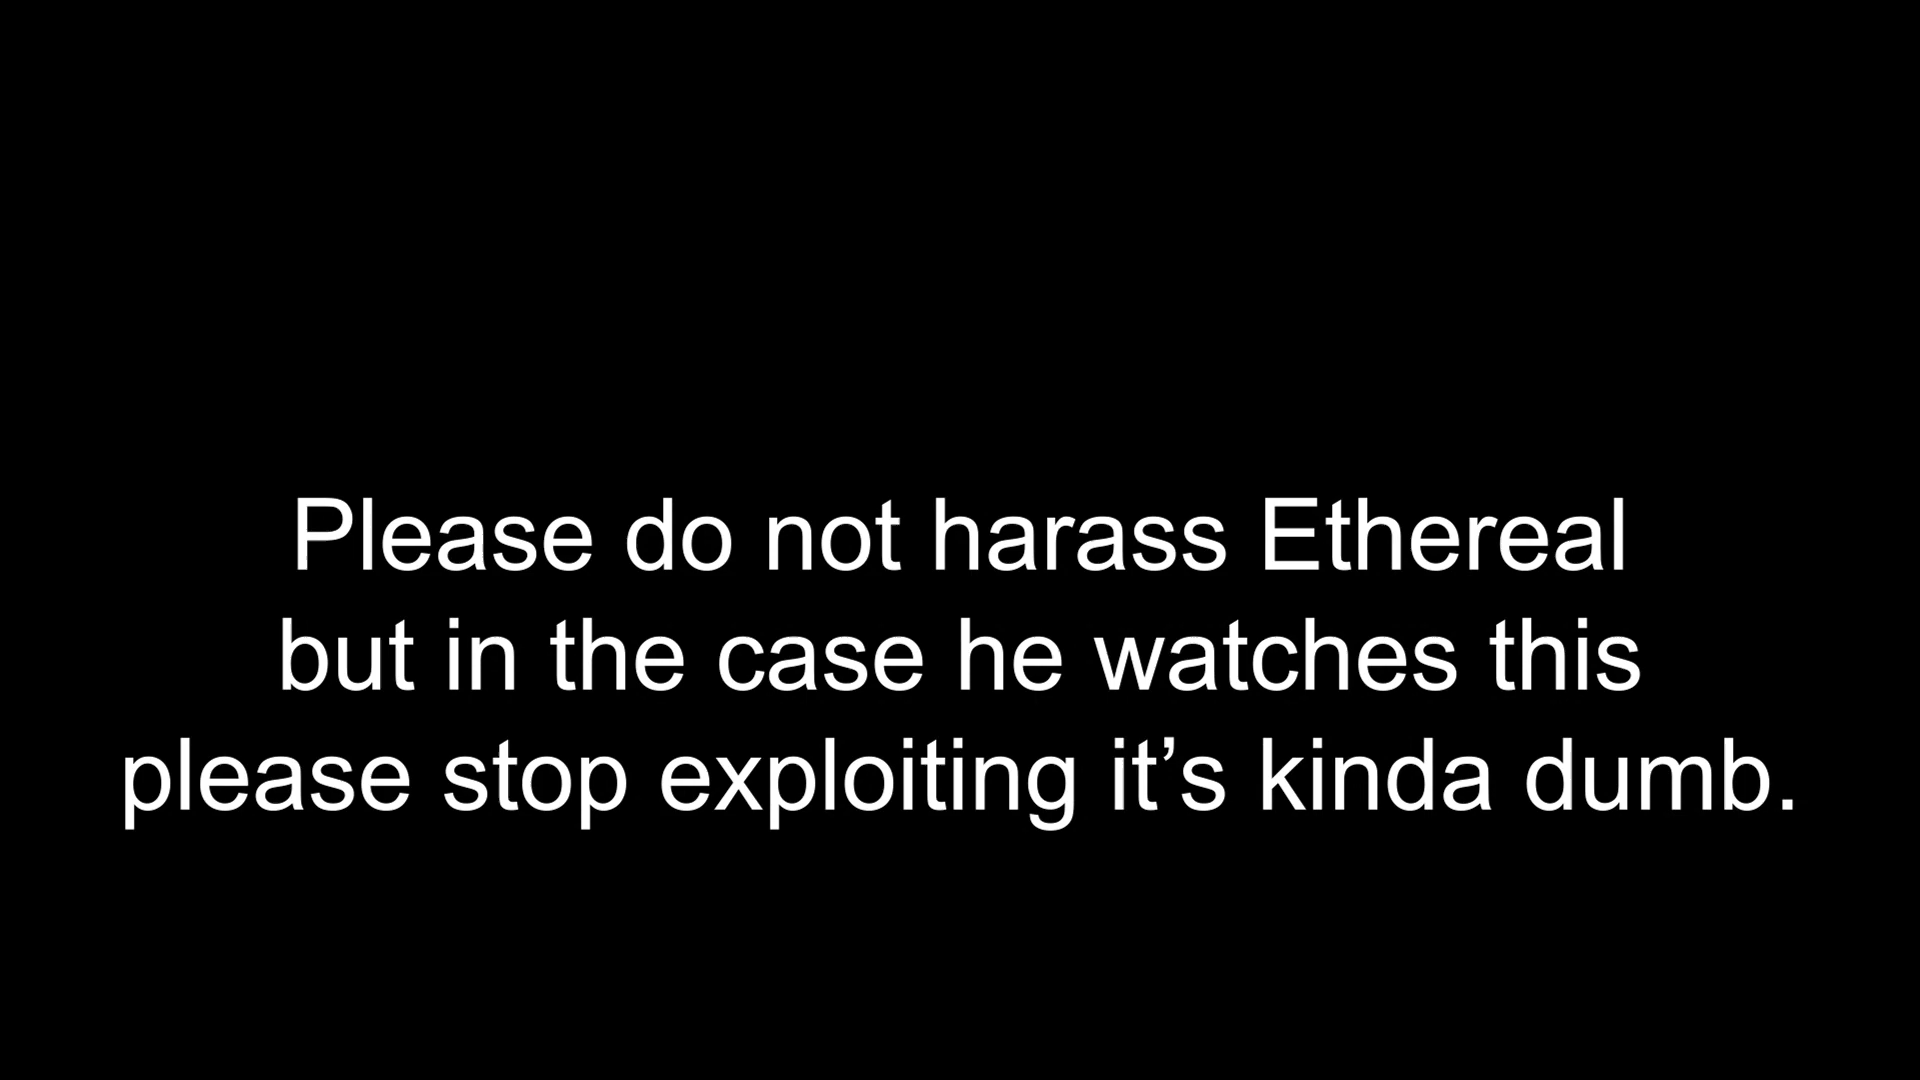 Please do not harass Ethereal
but in the case he watches this
please stop exploiting it’s kinda dumb.